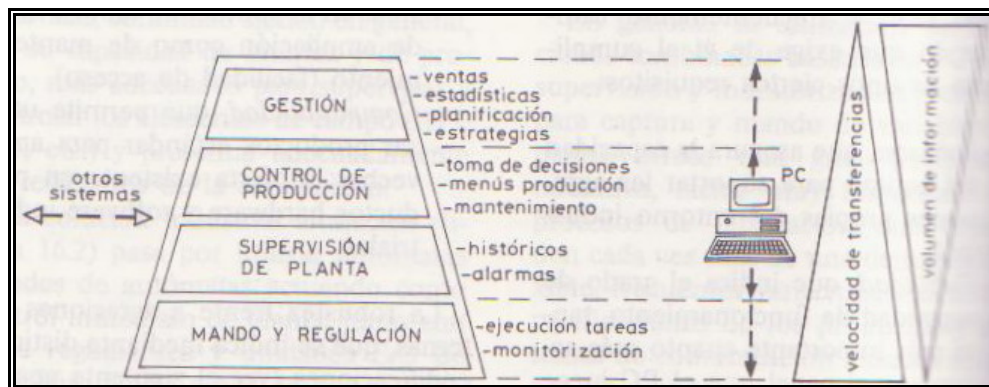 GESTIÓN
-ventas
-estadísticas
-planificación
-estrategias
otros
sistemas
CONTROL DE
PRODUCCIÓN
-toma de decisiones
-menús producción
-mantenimiento
PC
SUPERVISIÓN
DE PLANTA
-históricos
-alarmas
MANDO Y REGULACIÓN
-ejecución tareas
-monitorización
velocidad de transferencias
volumen de información